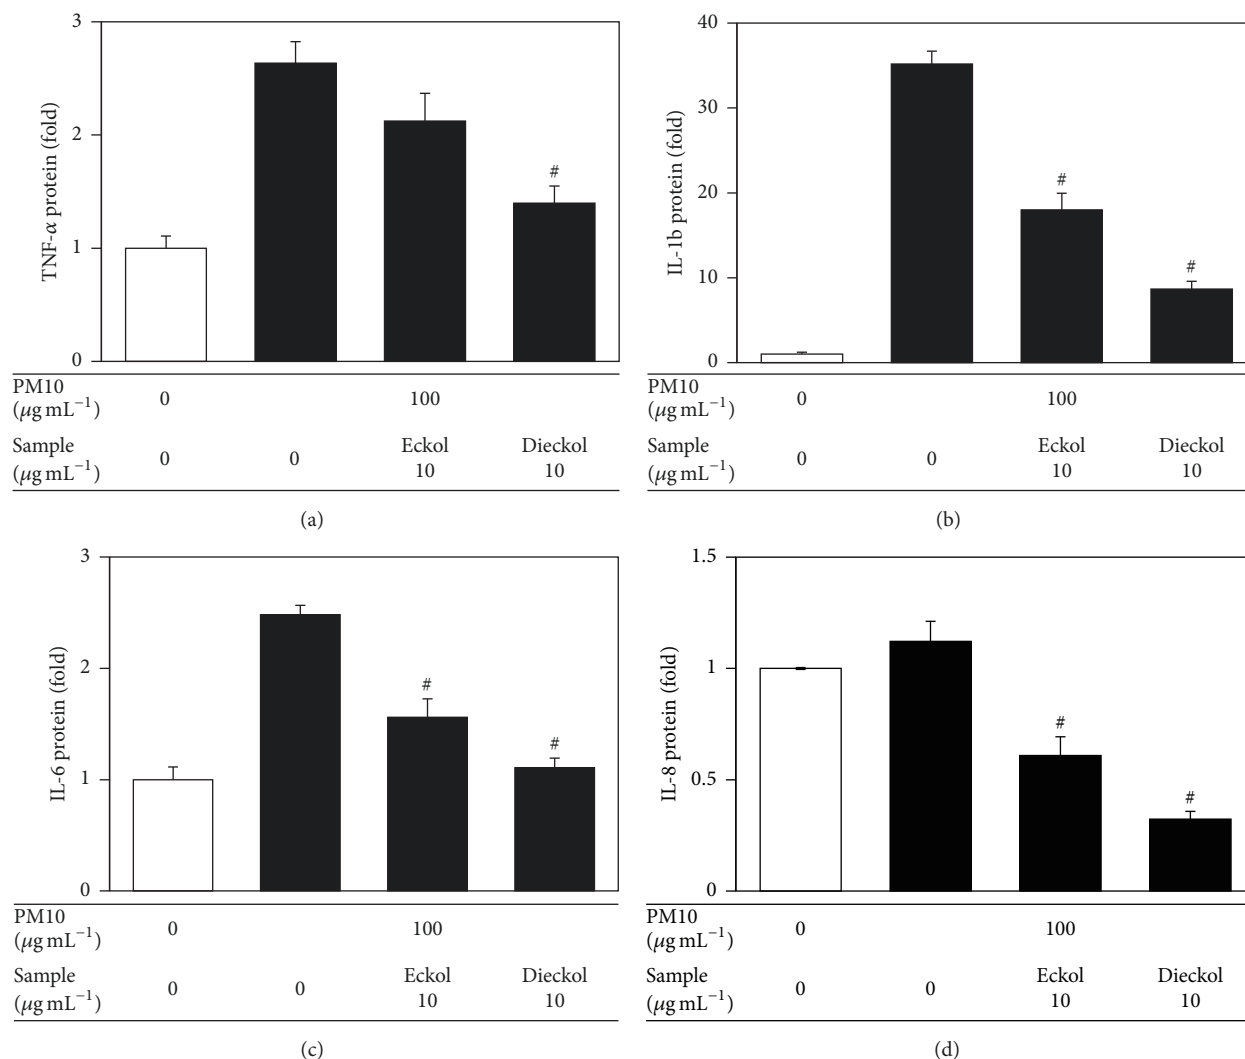 3
2
1
0
TNF-α protein (fold)
#
PM10
(μg mL⁻¹)
0
100
Sample
(μg mL⁻¹)
0
0
Eckol
10
Dieckol
10
(a)
40
30
20
10
0
IL-1b protein (fold)
#
#
PM10
(μg mL⁻¹)
0
100
Sample
(μg mL⁻¹)
0
0
Eckol
10
Dieckol
10
(b)
3
2
1
0
IL-6 protein (fold)
#
#
PM10
(μg mL⁻¹)
0
100
Sample
(μg mL⁻¹)
0
0
Eckol
10
Dieckol
10
(c)
1.5
1
0.5
0
IL-8 protein (fold)
#
#
PM10
(μg mL⁻¹)
0
100
Sample
(μg mL⁻¹)
0
0
Eckol
10
Dieckol
10
(d)